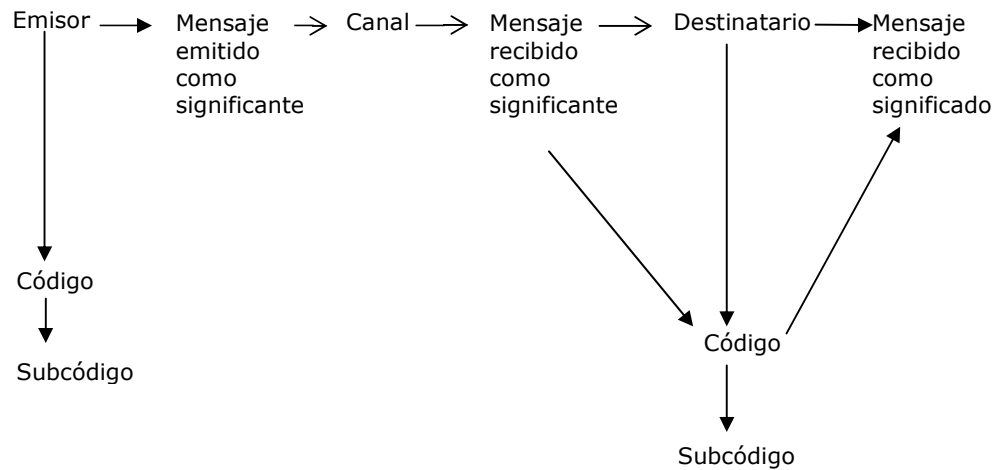 Emisor
Mensaje
emitido
como
significante
Canal
Mensaje
recibido
como
significante
Destinatario
Mensaje
recibido
como
significado
Código
Subcódigo
Código
Subcódigo